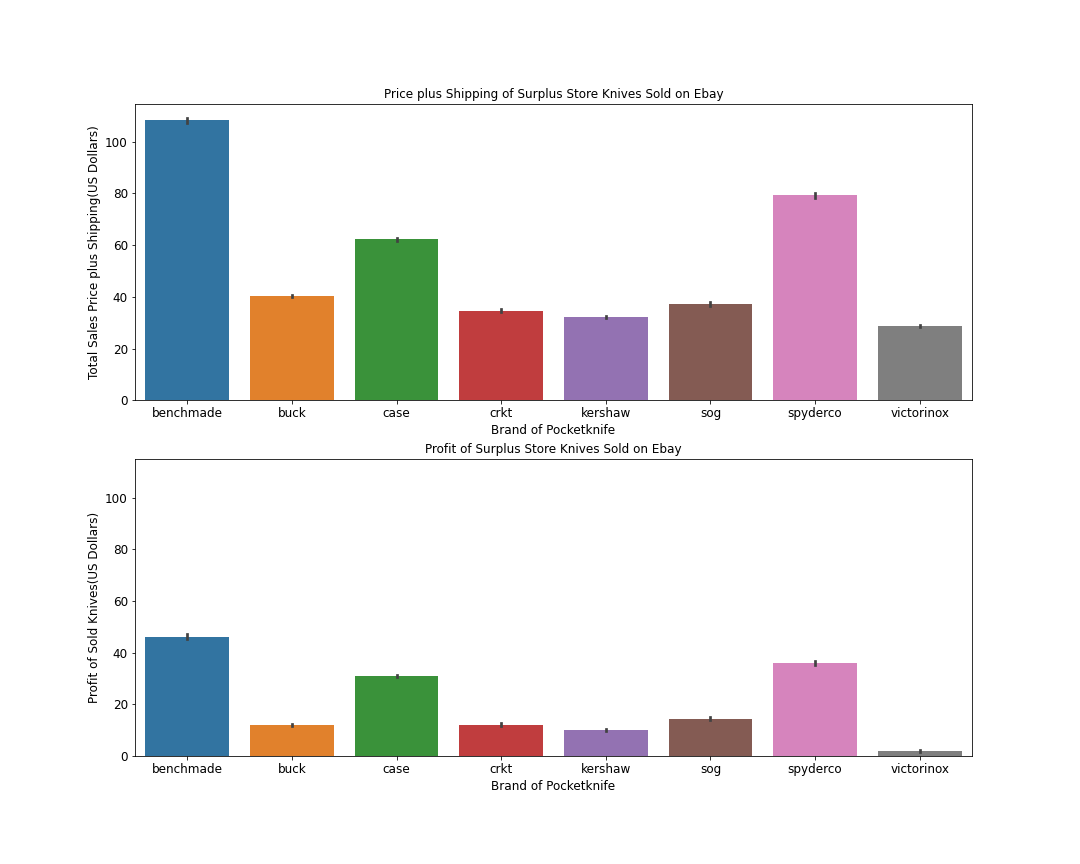 Price plus Shipping of Surplus Store Knives Sold on Ebay
Total Sales Price plus Shipping(US Dollars)
100
80
60
40
20
0
benchmade buck case crkt kershaw sog spyderco victorinox
Brand of Pocketknife
Profit of Surplus Store Knives Sold on Ebay
Profit of Sold Knives(US Dollars)
100
80
60
40
20
0
benchmade buck case crkt kershaw sog spyderco victorinox
Brand of Pocketknife